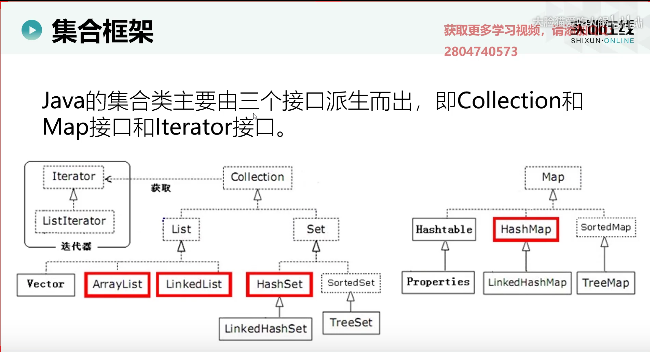 集合框架
获取更多学习视频，请添加
2804740573
实训在线
SHIXUN·ONLINE
Java的集合类主要由三个接口派生而出，即Collection和
Map接口和Iterator接口。
Iterator
获取
Collection
Map
ListIterator
迭代器
List
Set
Hashtable
HashMap
SortedMap
Vector
ArrayList
LinkedList
HashSet
SortedSet
Properties
LinkedHashMap
TreeMap
LinkedHashSet
TreeSet